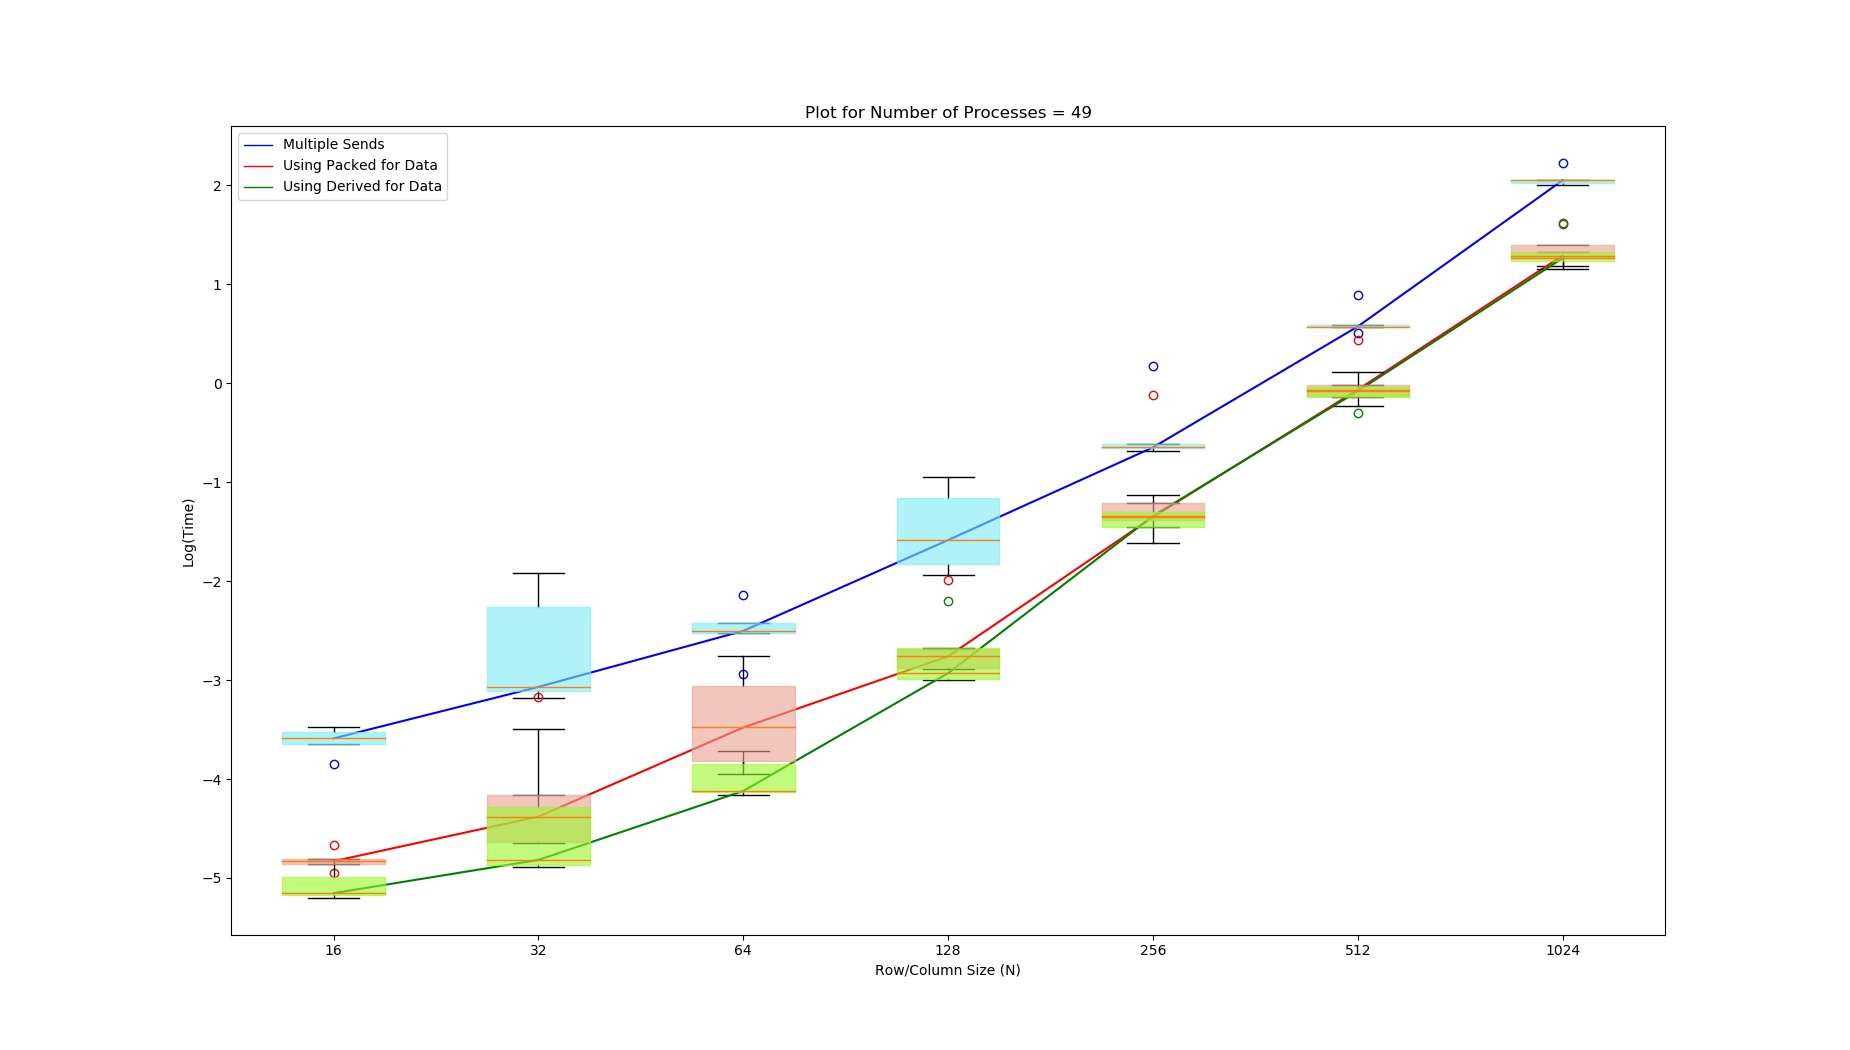 Plot for Number of Processes = 49
Multiple Sends
Using Packed for Data
Using Derived for Data
2
1
0
−1
−2
−3
−4
−5
Log(Time)
16 32 64 128 256 512 1024
Row/Column Size (N)